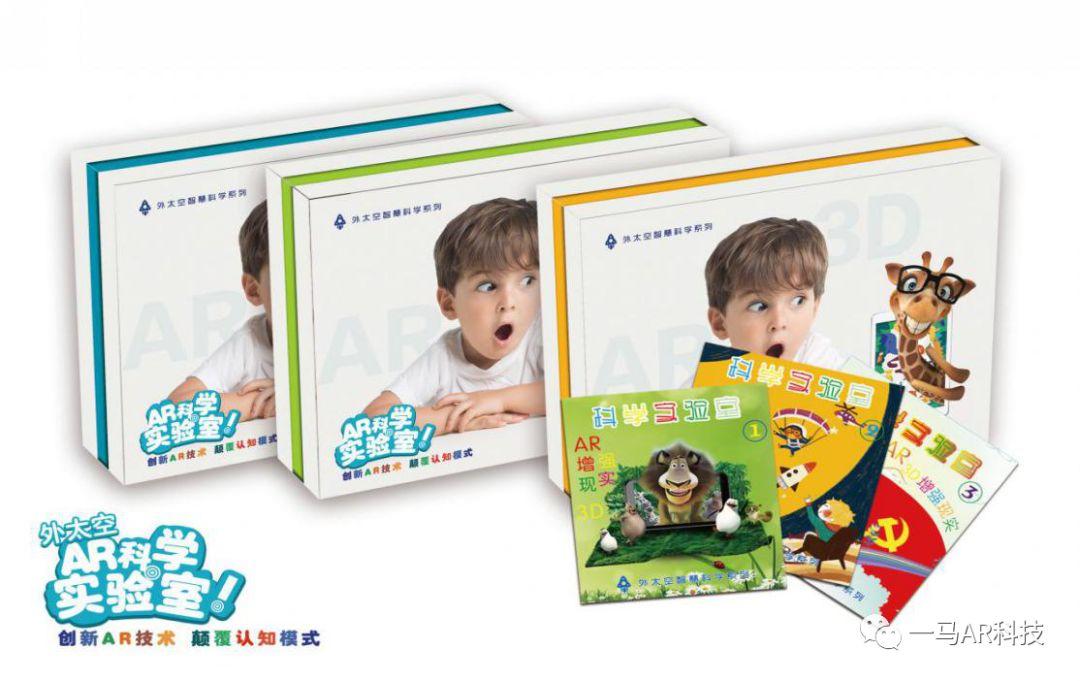 外太空智慧科学系列
AR
AR科学
实验室!
创新AR技术 颠覆认知模式
外太空智慧科学系列
AR
AR科学
实验室!
创新AR技术 颠覆认知模式
外太空智慧科学系列
3D
AR
科学实验室
①
AR
增强
现实
3D
外太空智慧科学系列
科学实验室
②
系列
实验室
AR3D增强现实
③
系列
外太空
AR科学
实验室!
创新AR技术 颠覆认知模式
一马AR科技